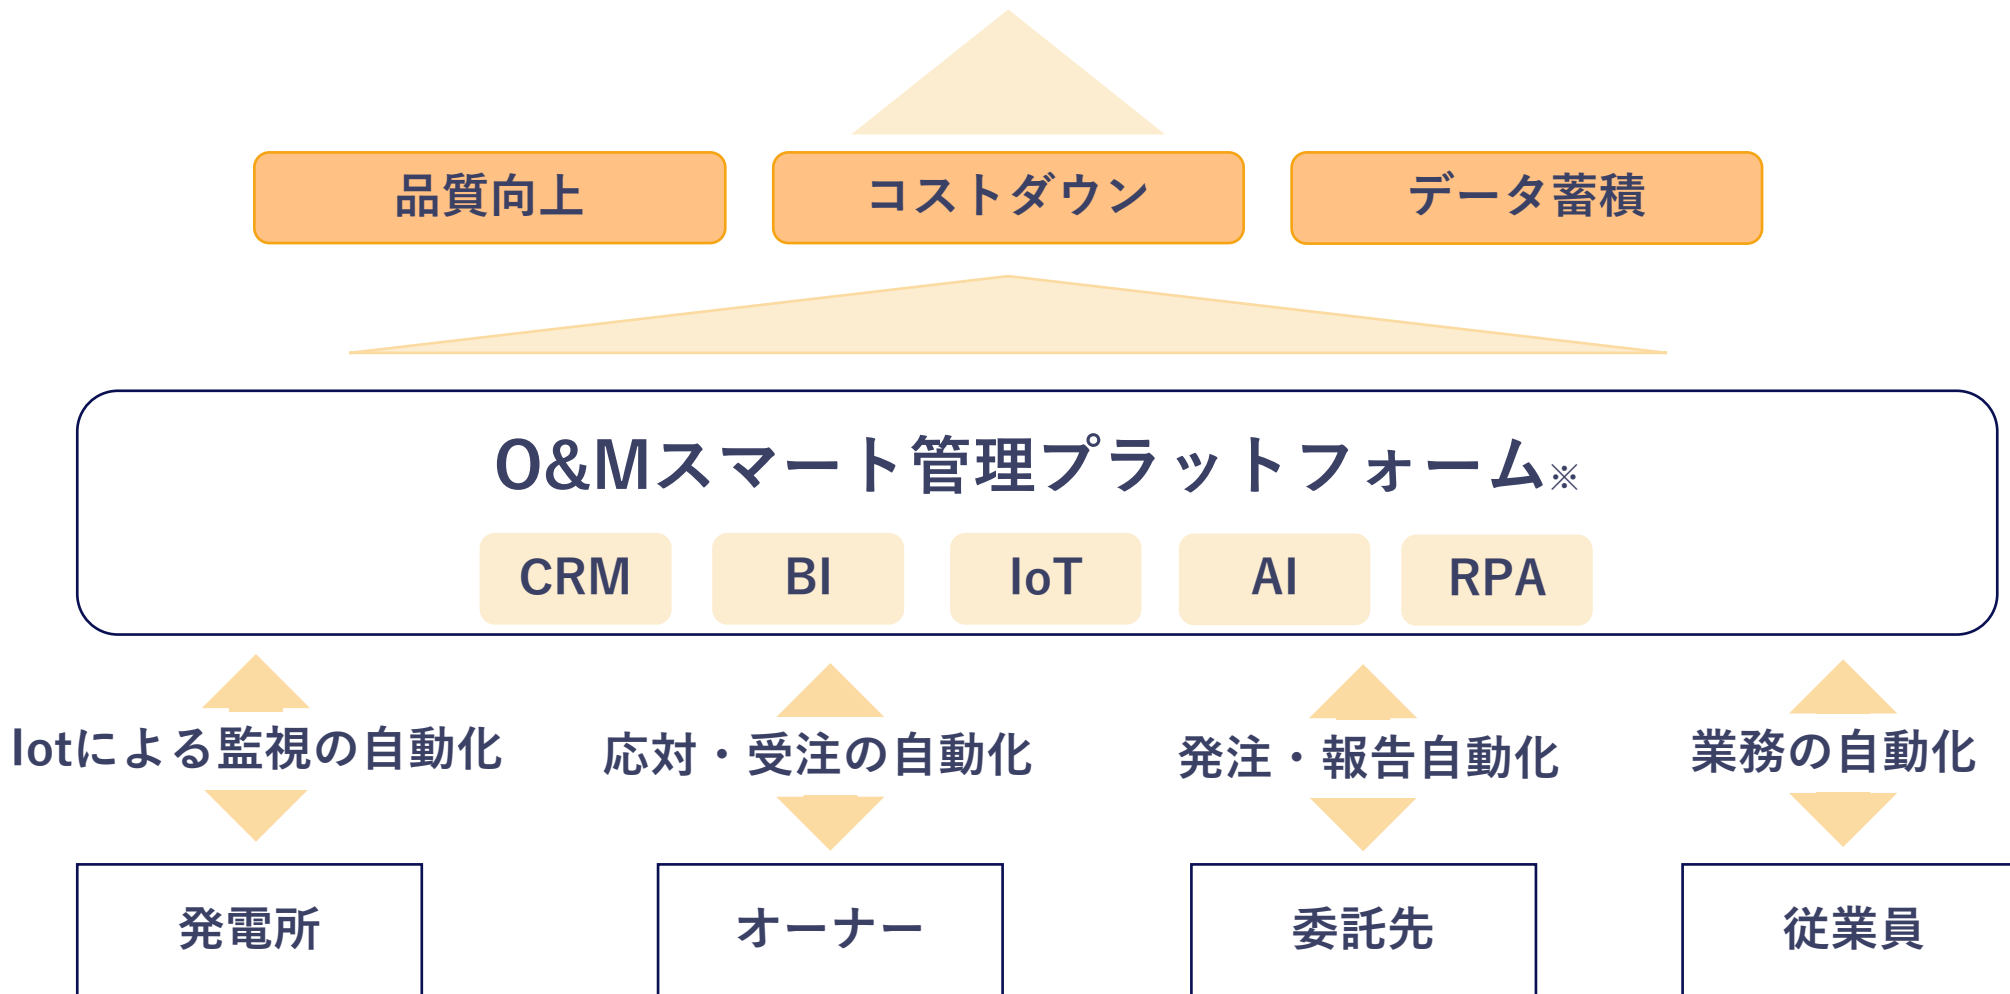 品質向上
コストダウン
データ蓄積
O&Mスマート管理プラットフォーム※
CRM
BI
IoT
AI
RPA
Iotによる監視の自動化
応対・受注の自動化
発注・報告自動化
業務の自動化
発電所
オーナー
委託先
従業員